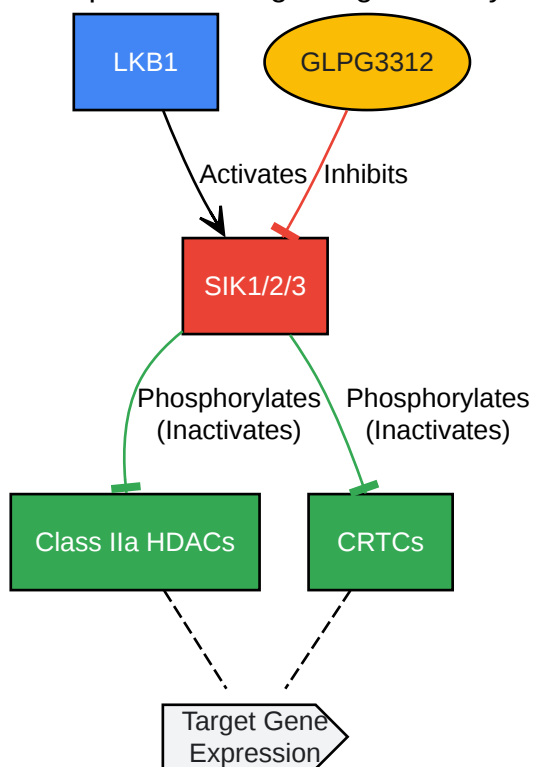 LKB1
GLPG3312
Activates
Inhibits
SIK1/2/3
Phosphorylates
(Inactivates)
Phosphorylates
(Inactivates)
Class IIa HDACs
CRTCs
Target Gene
Expression